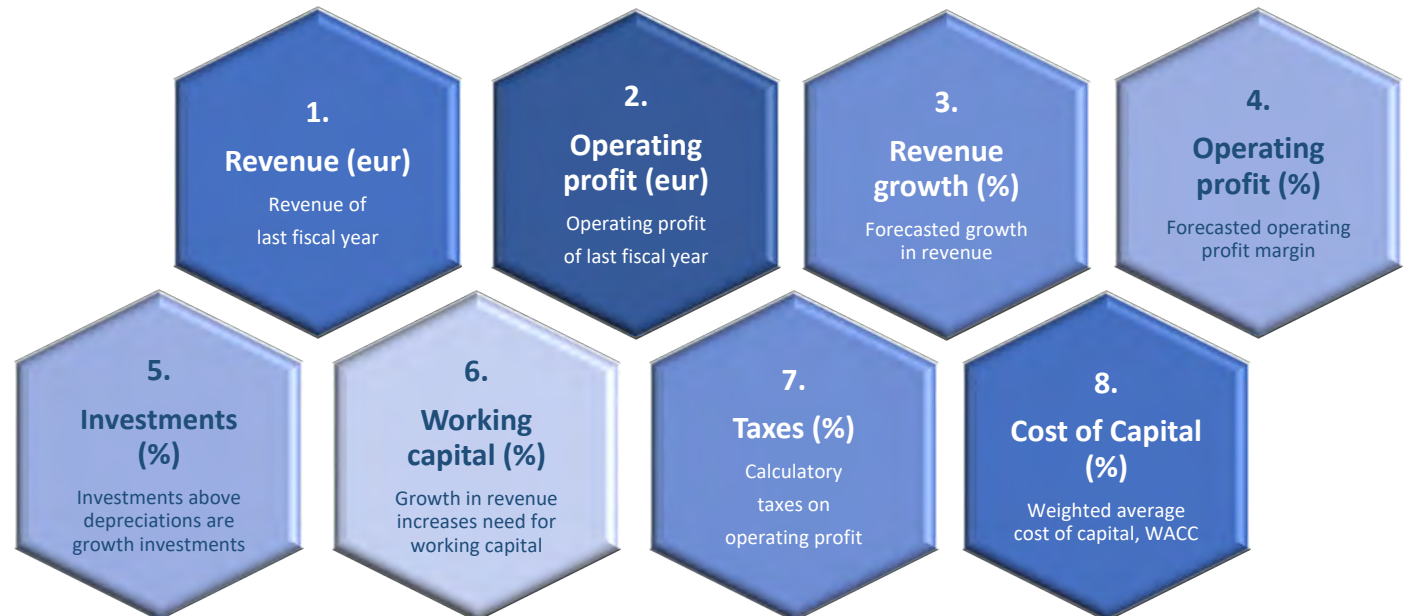 1.
Revenue (eur)
Revenue of
last fiscal year
2.
Operating
profit (eur)
Operating profit
of last fiscal year
3.
Revenue
growth (%)
Forecasted growth
in revenue
4.
Operating
profit (%)
Forecasted operating
profit margin
5.
Investments
(%)
Investments above
depreciations are
growth investments
6.
Working
capital (%)
Growth in revenue
increases need for
working capital
7.
Taxes (%)
Calculatory
taxes on
operating profit
8.
Cost of Capital
(%)
Weighted average
cost of capital, WACC